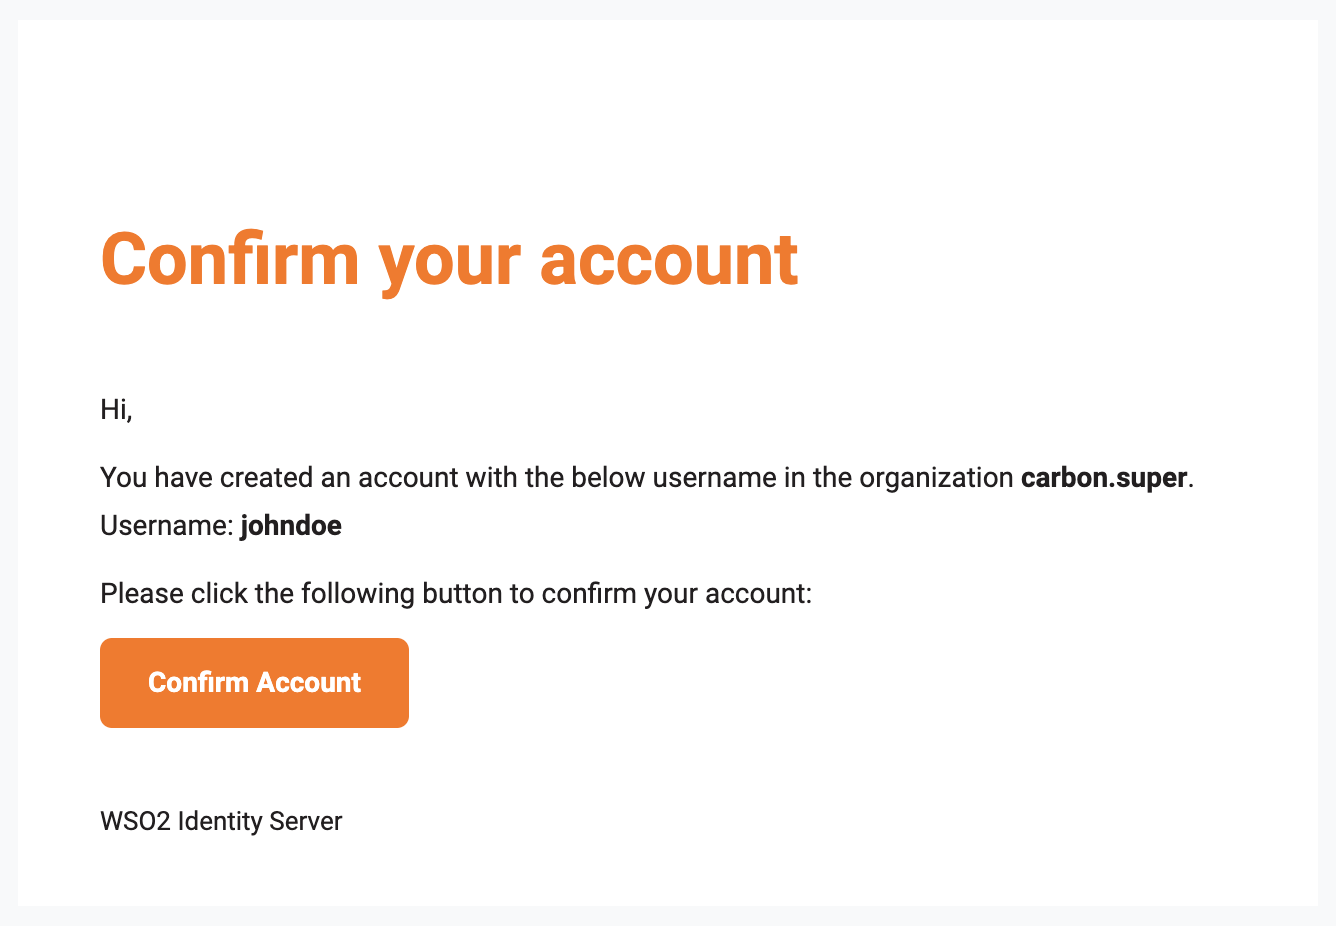 Confirm your account
Hi,
You have created an account with the below username in the organization carbon.super.
Username: johndoe
Please click the following button to confirm your account:
Confirm Account
WSO2 Identity Server